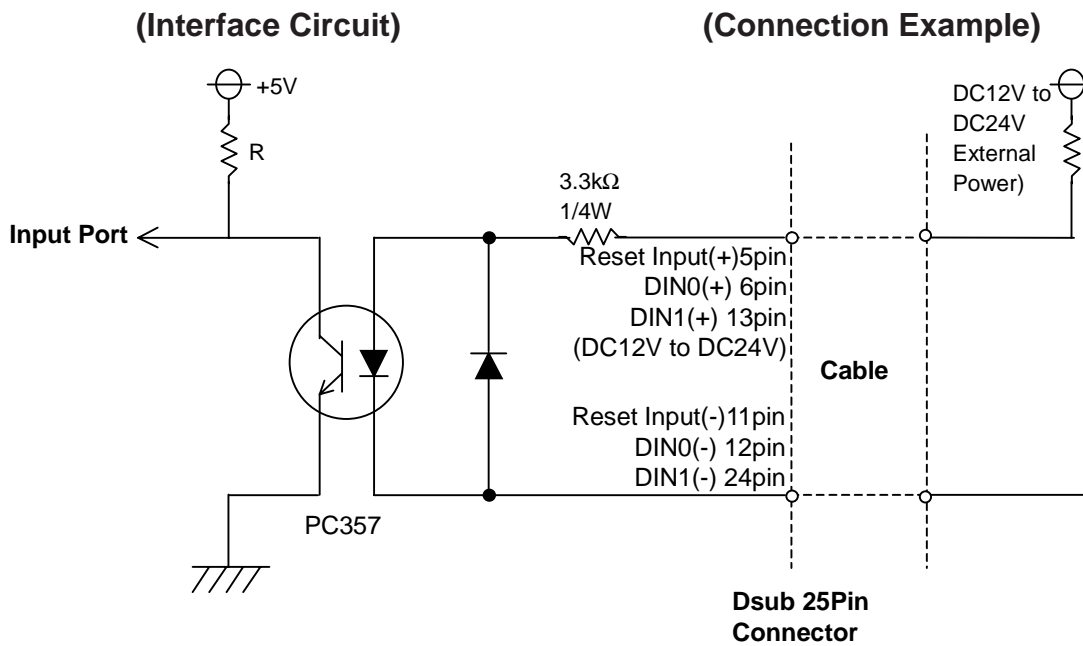 (Interface Circuit)
(Connection Example)
+5V
R
DC12V to
DC24V
External
Power)
3.3kΩ
1/4W
Input Port
Reset Input(+)5pin
DIN0(+) 6pin
DIN1(+) 13pin
(DC12V to DC24V)
Cable
Reset Input(-)11pin
DIN0(-) 12pin
DIN1(-) 24pin
PC357
Dsub 25Pin
Connector